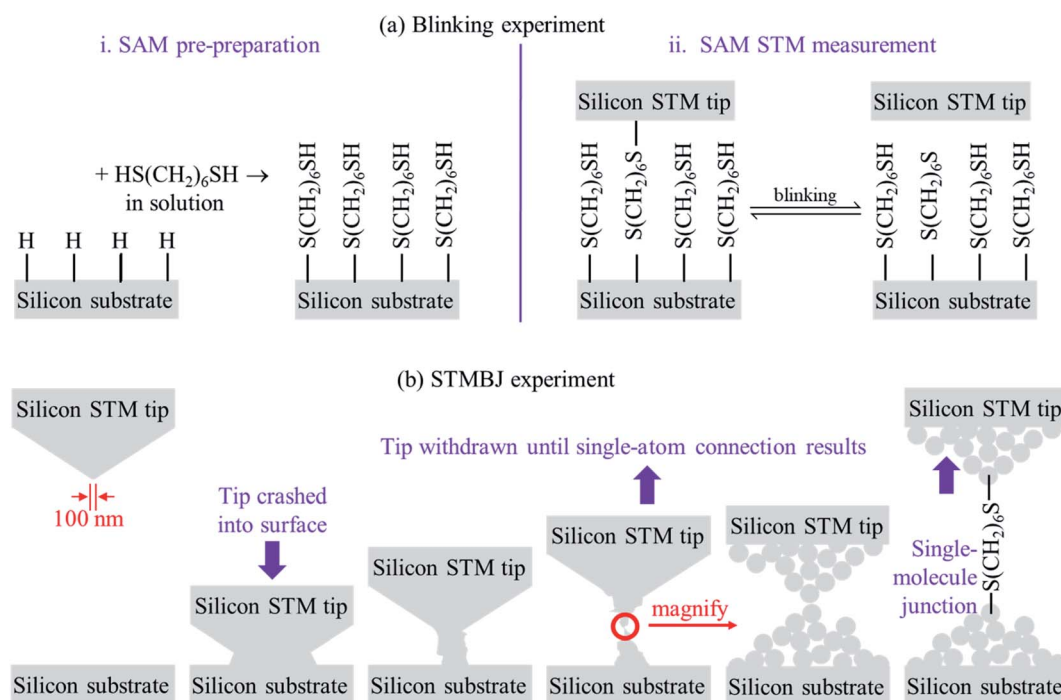 (a) Blinking experiment
i. SAM pre-preparation
+ HS(CH₂)₆SH →
in solution
H H H H
Silicon substrate
S(CH₂)₆SH
S(CH₂)₆SH
S(CH₂)₆SH
S(CH₂)₆SH
Silicon substrate
ii. SAM STM measurement
Silicon STM tip
S(CH₂)₆SH
S(CH₂)₆S
S(CH₂)₆SH
S(CH₂)₆SH
Silicon substrate
blinking
Silicon STM tip
S(CH₂)₆SH
S(CH₂)₆S
S(CH₂)₆SH
S(CH₂)₆SH
Silicon substrate
(b) STMBJ experiment
Silicon STM tip
100 nm
Silicon substrate
Tip crashed
into surface
Silicon STM tip
Silicon substrate
Silicon STM tip
Silicon substrate
Tip withdrawn until single-atom connection results
Silicon STM tip
magnify
Silicon substrate
Silicon STM tip
Silicon substrate
Silicon STM tip
S(CH₂)₆S
Single-
molecule
junction
Silicon substrate